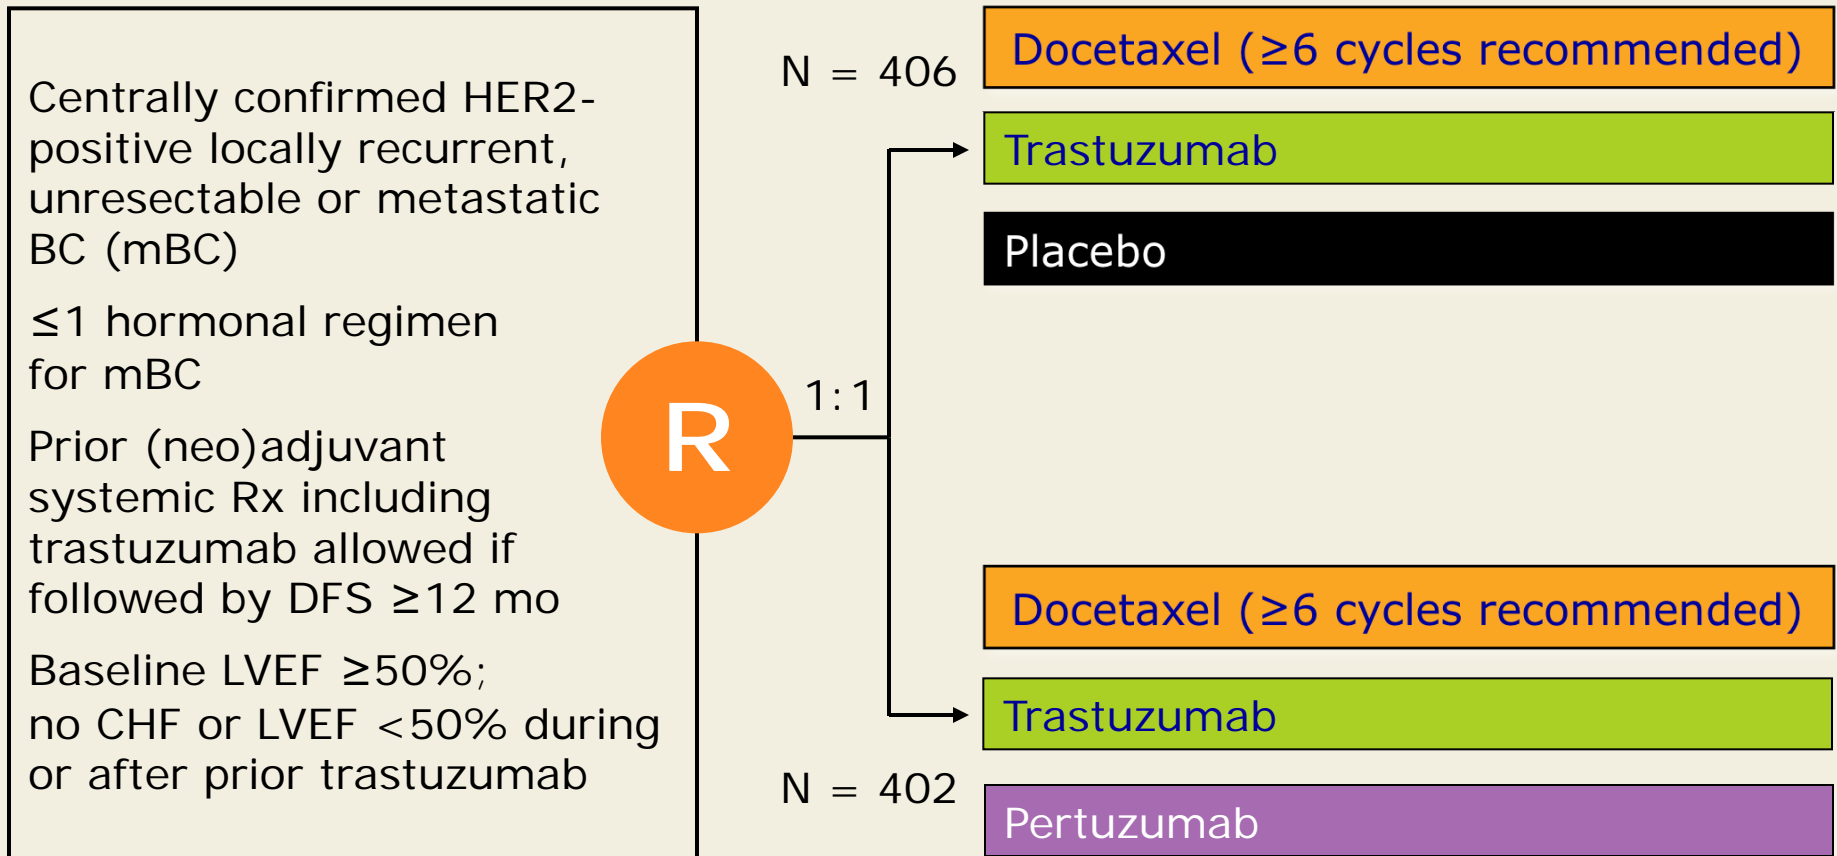 Centrally confirmed HER2-
positive locally recurrent,
unresectable or metastatic
BC (mBC)
≤1 hormonal regimen
for mBC
Prior (neo)adjuvant
systemic Rx including
trastuzumab allowed if
followed by DFS ≥12 mo
Baseline LVEF ≥50%;
no CHF or LVEF <50% during
or after prior trastuzumab
R
1:1
N = 406
Docetaxel (≥6 cycles recommended)
Trastuzumab
Placebo
Docetaxel (≥6 cycles recommended)
Trastuzumab
N = 402
Pertuzumab